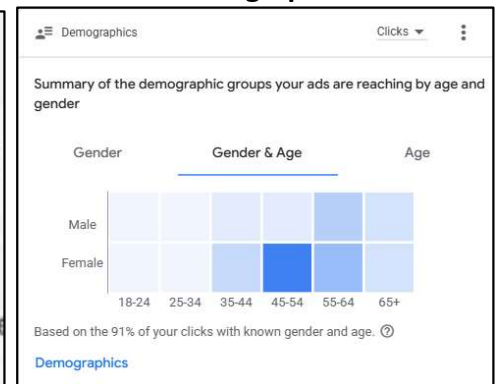 Demographics
Clicks
Summary of the demographic groups your ads are reaching by age and
gender
Gender
Gender & Age
Age
Male
Female
18-24 25-34 35-44 45-54 55-64 65+
Based on the 91% of your clicks with known gender and age.
Demographics